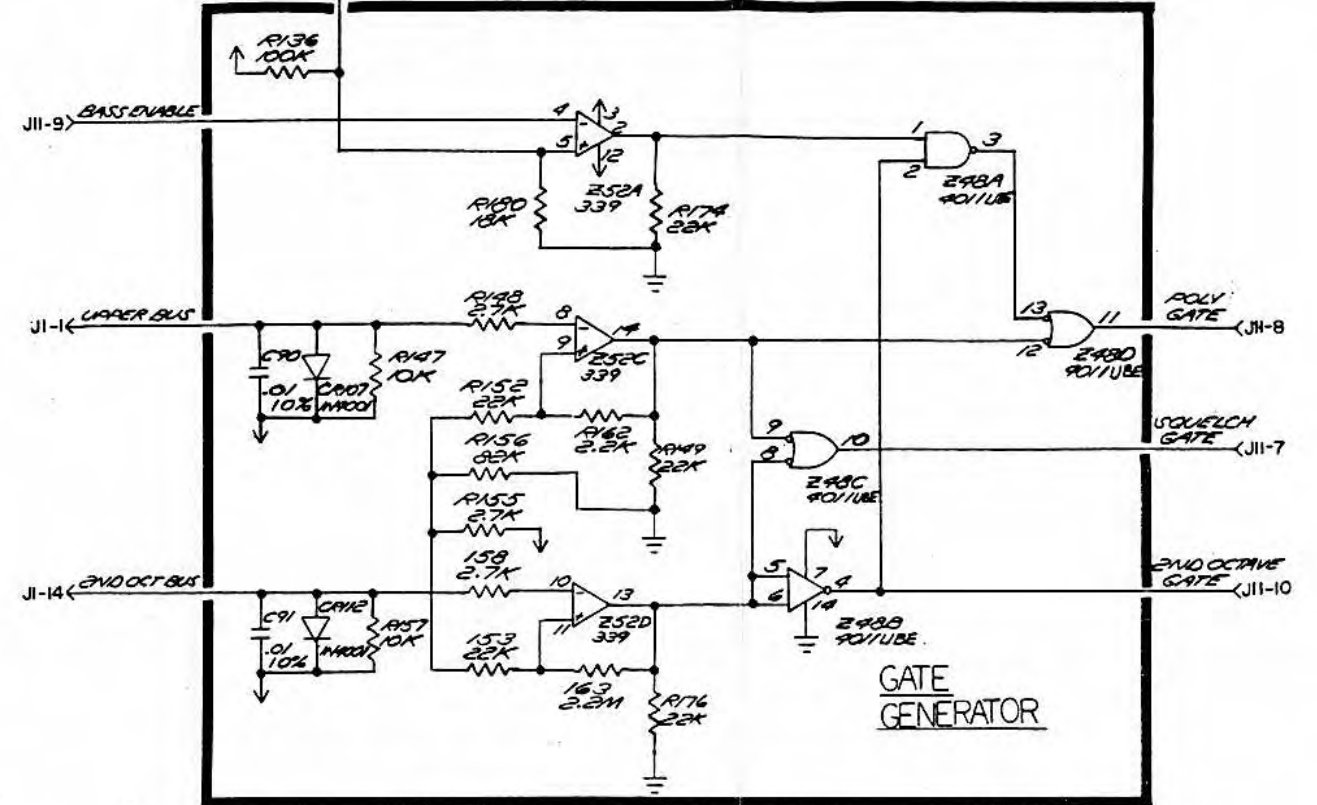 R136
100K
J11-9
BASS ENABLE
4
5
3
2
12
Z52A
339
R180
18K
R174
22K
1
2
3
Z48A
4011UBE
J1-1
UPPER BUS
C90
.01
10%
CR107
IN4001
R147
10K
R148
2.7K
8
9
14
Z52C
339
R152
22K
R162
2.2K
R156
82K
R149
22K
R155
2.7K
13
12
11
Z48D
4011UBE
POLY
GATE
J11-8
9
8
10
Z48C
4011UBE
SQUELCH
GATE
J11-7
J1-14
2ND OCT BUS
C91
.01
10%
CR112
IN4001
R157
10K
158
2.7K
10
11
13
Z52D
339
153
22K
163
2.2M
R176
22K
5
6
7
4
14
Z48B
4011UBE.
2ND OCTAVE
GATE
J11-10
GATE
GENERATOR